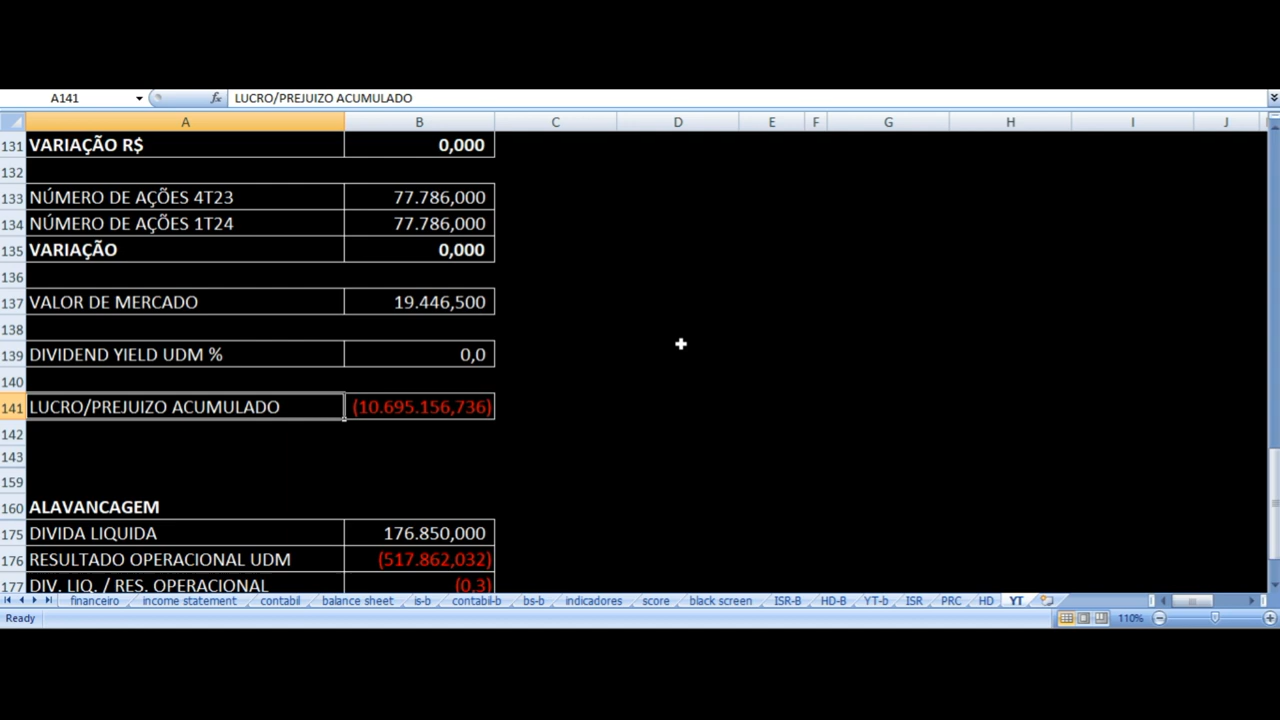 A141 fx LUCRO/PREJUIZO ACUMULADO
A B C D E F G H I J
131 VARIAÇÃO R$ 0,000
132
133 NÚMERO DE AÇÕES 4T23 77.786,000
134 NÚMERO DE AÇÕES 1T24 77.786,000
135 VARIAÇÃO 0,000
136
137 VALOR DE MERCADO 19.446,500
138
139 DIVIDEND YIELD UDM % 0,0
140
141 LUCRO/PREJUIZO ACUMULADO (10.695.156,736)
142
143
159
160 ALAVANCAGEM
175 DIVIDA LIQUIDA 176.850,000
176 RESULTADO OPERACIONAL UDM (517.862,032)
177 DIV. LIQ. / RES. OPERACIONAL (0,3)
financeiro income statement contabil balance sheet is-b contabil-b bs-b indicadores score black screen ISR-B HD-B YT-b ISR PRC HD YT
Ready 110%